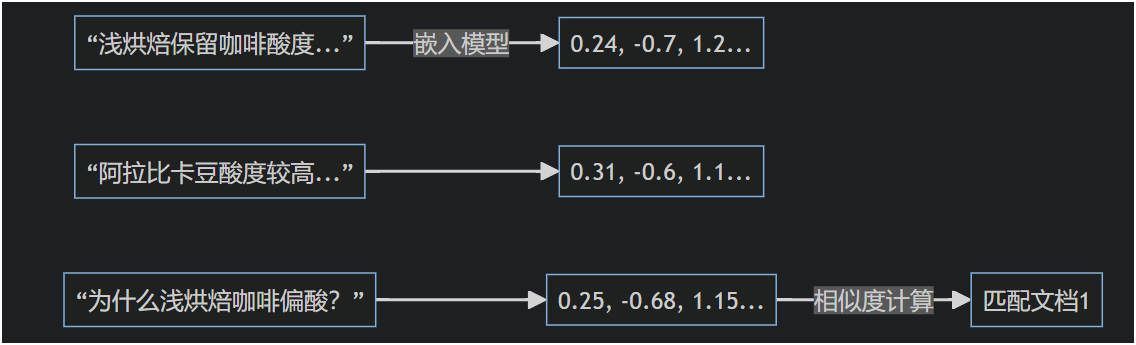 “浅烘焙保留咖啡酸度...” 嵌入模型 0.24, -0.7, 1.2...
“阿拉比卡豆酸度较高...” 0.31, -0.6, 1.1...
“为什么浅烘焙咖啡偏酸？” 0.25, -0.68, 1.15... 相似度计算 匹配文档1